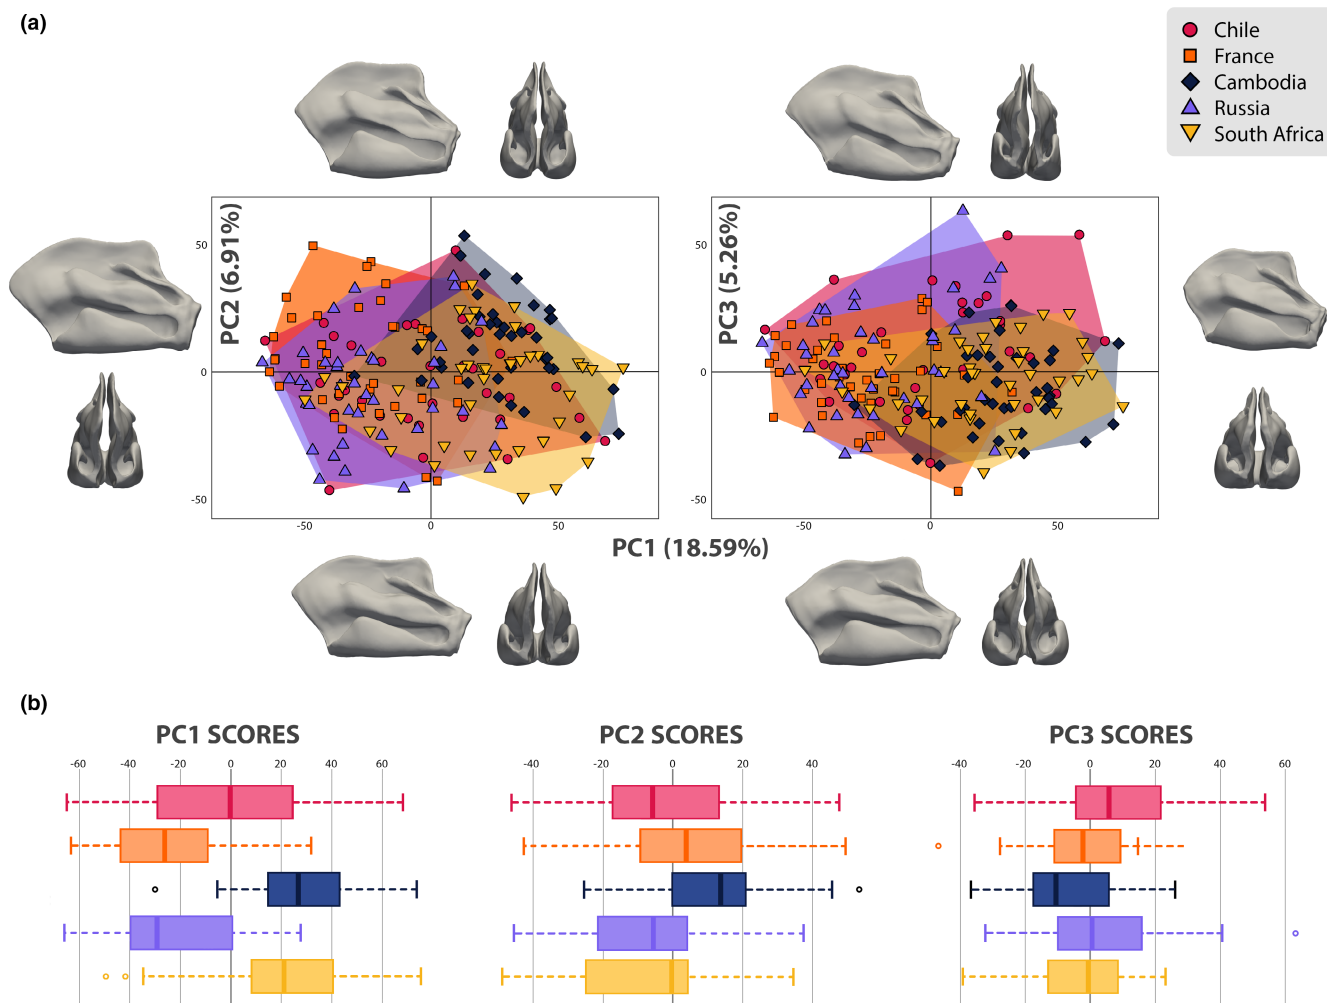 (a)
Chile
France
Cambodia
Russia
South Africa
PC2 (6.91%)
50
0
-50
-50
0
50
PC3 (5.26%)
50
0
-50
-50
0
50
PC1 (18.59%)
(b)
PC1 SCORES
-60 -40 -20 0 20 40 60
PC2 SCORES
-40 -20 0 20 40
PC3 SCORES
-40 -20 0 20 40 60